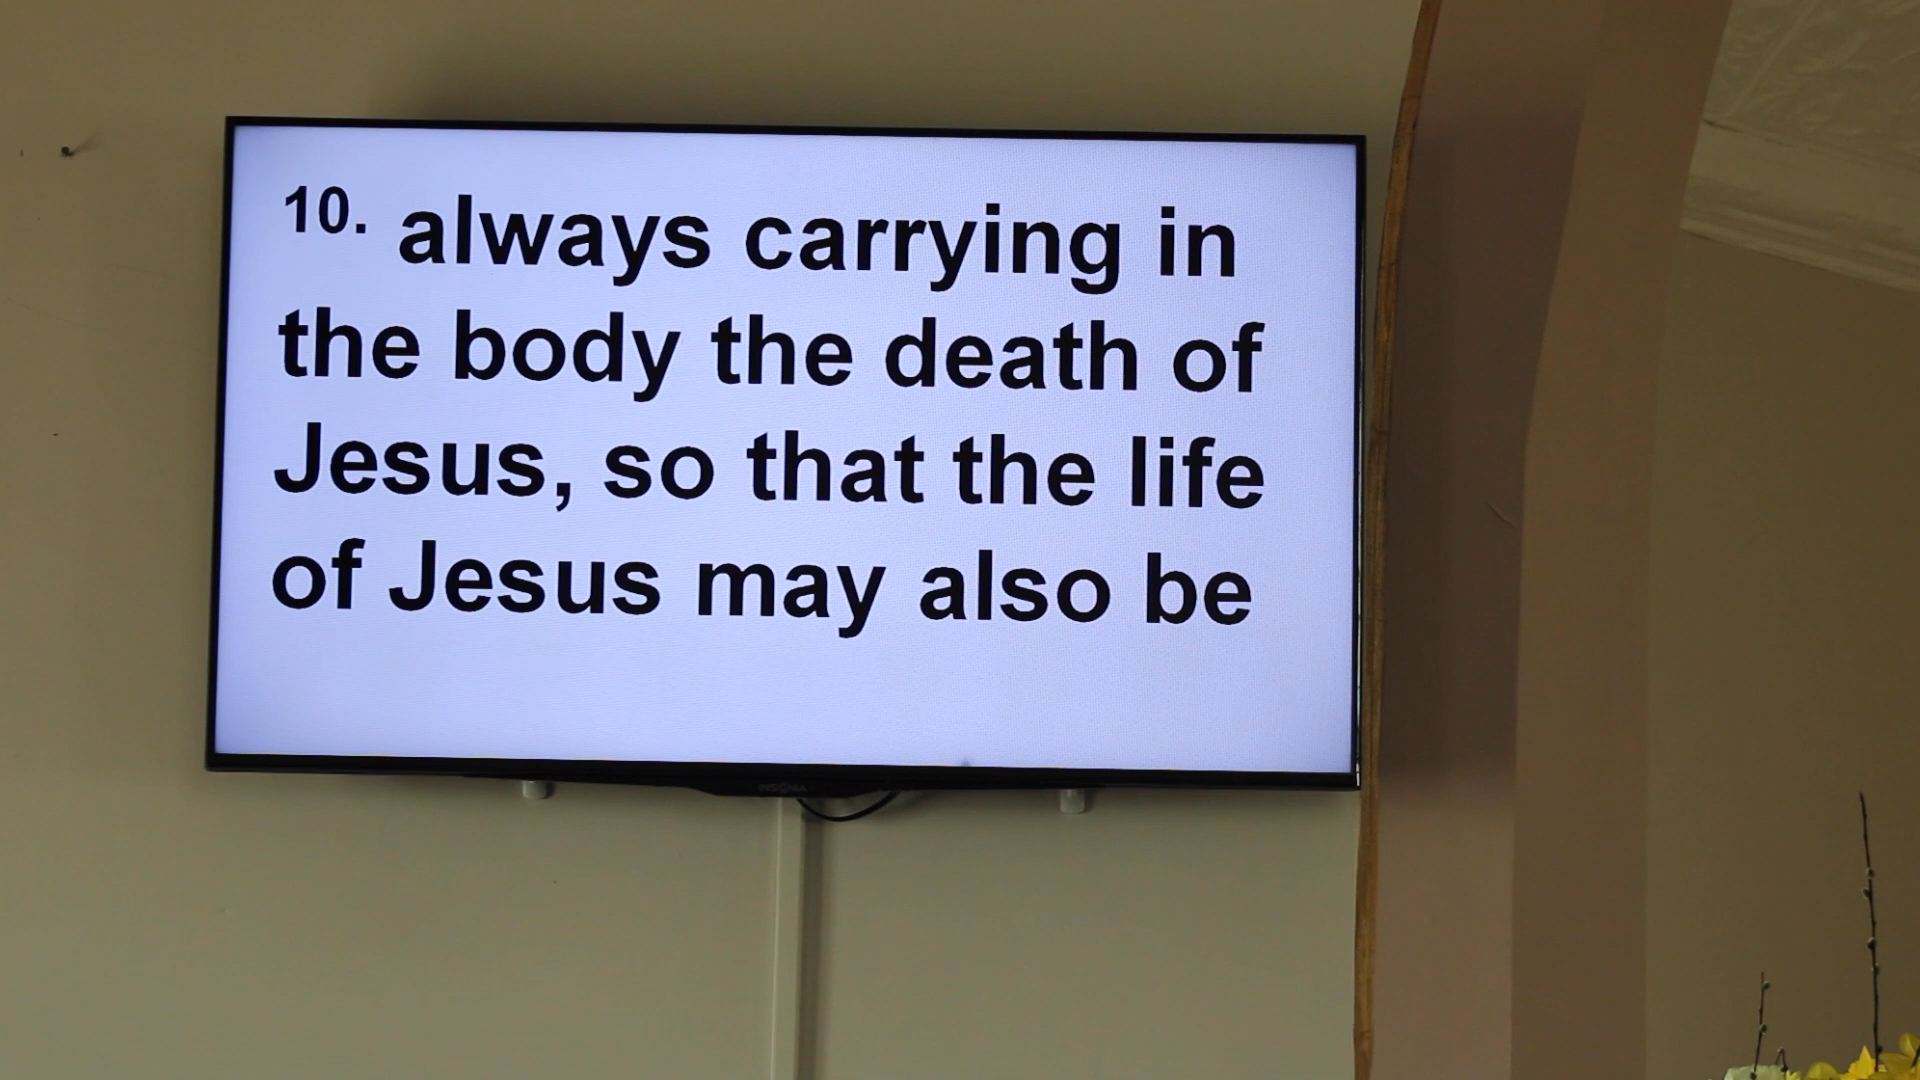 10. always carrying in
the body the death of
Jesus, so that the life
of Jesus may also be
INSIGNIA